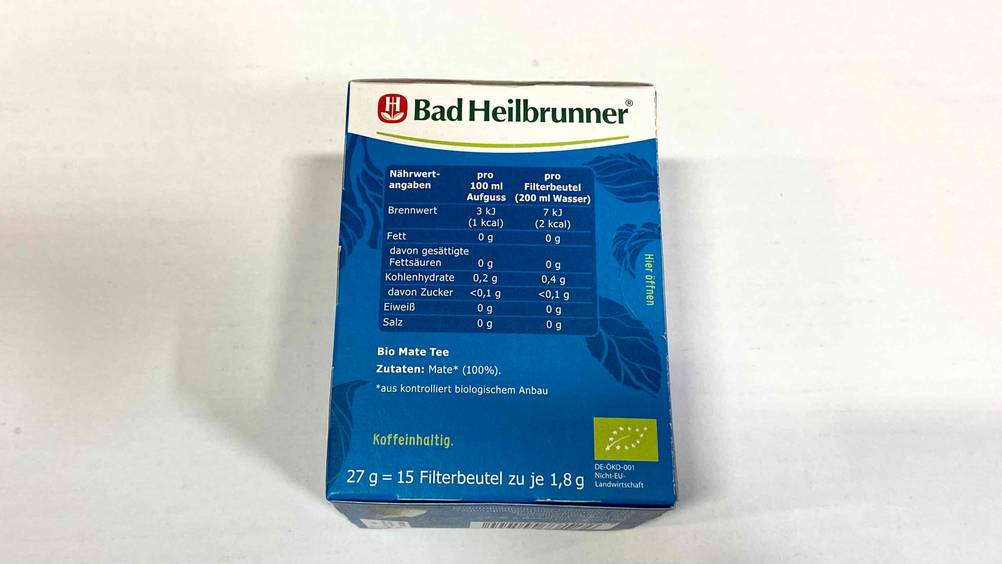 H Bad Heilbrunner®
Nährwert- pro pro
angaben 100 ml Filterbeutel
Aufguss (200 ml Wasser)
Brennwert 3 kJ 7 kJ
(1 kcal) (2 kcal)
Fett 0 g 0 g
davon gesättigte
Fettsäuren 0 g 0 g
Kohlenhydrate 0,2 g 0,4 g
davon Zucker <0,1 g <0,1 g
Eiweiß 0 g 0 g
Salz 0 g 0 g
Hier öffnen
Bio Mate Tee
Zutaten: Mate* (100%).
*aus kontrolliert biologischem Anbau
Koffeinhaltig.
27 g = 15 Filterbeutel zu je 1,8 g
DE-ÖKO-001
Nicht-EU-
Landwirtschaft